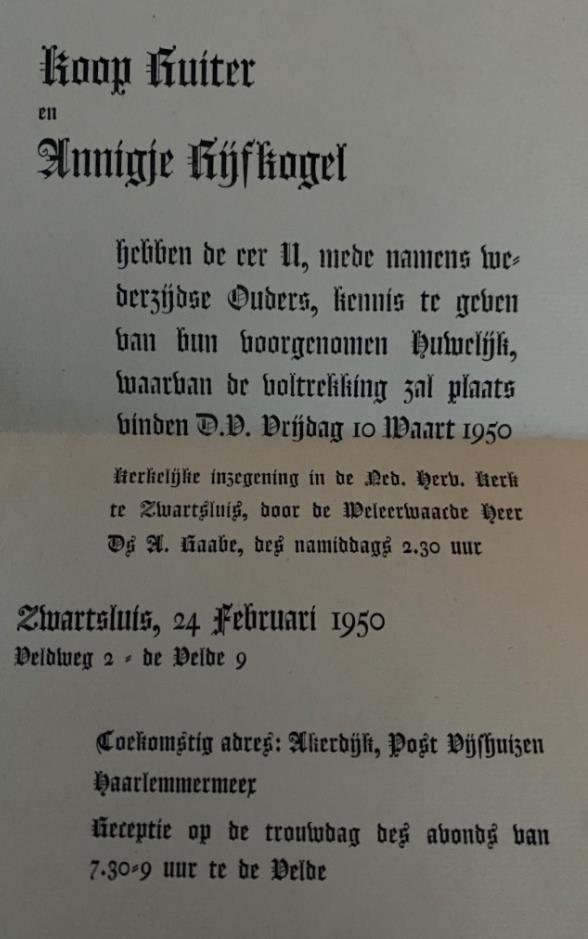 Koop Ruiter
en
Annigje Rijfkogel
hebben de eer U, mede namens we-
derzijdse Ouders, kennis te geven
van hun voorgenomen Huwelijk,
waarvan de voltrekking zal plaats
vinden D.V. Vrijdag 10 Maart 1950
Kerkelijke inzegening in de Ned. Herv. Kerk
te Zwartsluis, door de Weleerwaarde Heer
Ds A. Raabe, des namiddags 2.30 uur
Zwartsluis, 24 Februari 1950
Veldweg 2 - de Velde 9
Toekomstig adres: Akerdijk, Post Vijfhuizen
Haarlemmermeer
Receptie op de trouwdag des avonds van
7.30-9 uur te de Velde